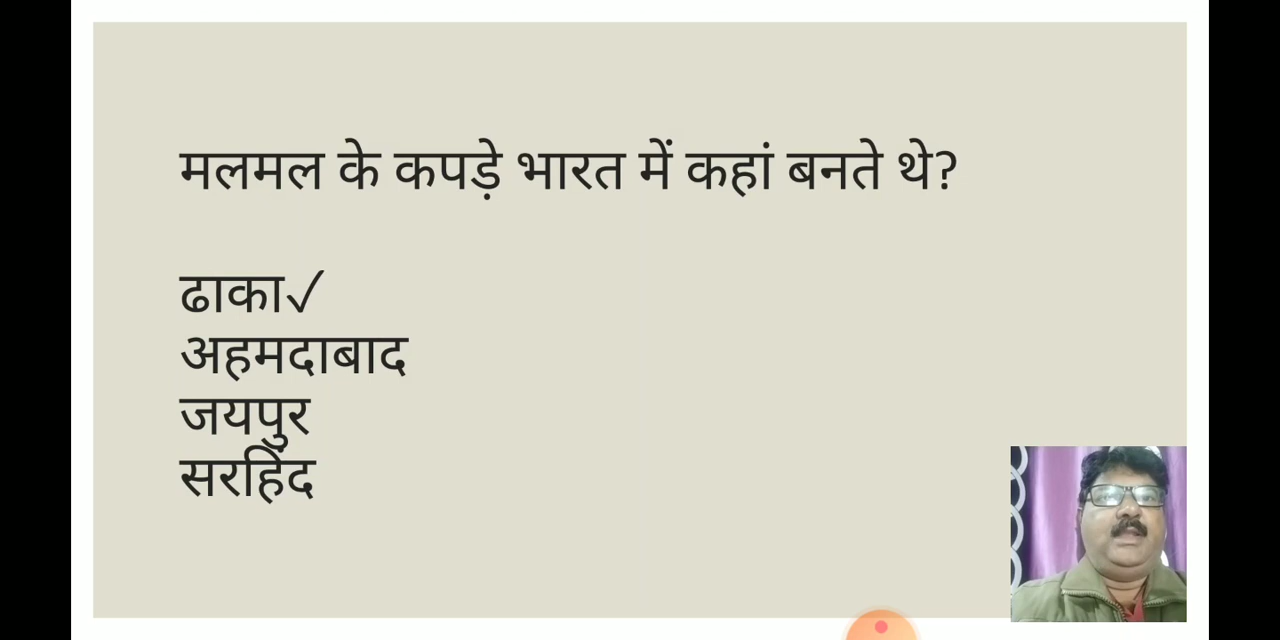 मलमल के कपड़े भारत में कहां बनते थे?
ढाका✓
अहमदाबाद
जयपुर
सरहिंद